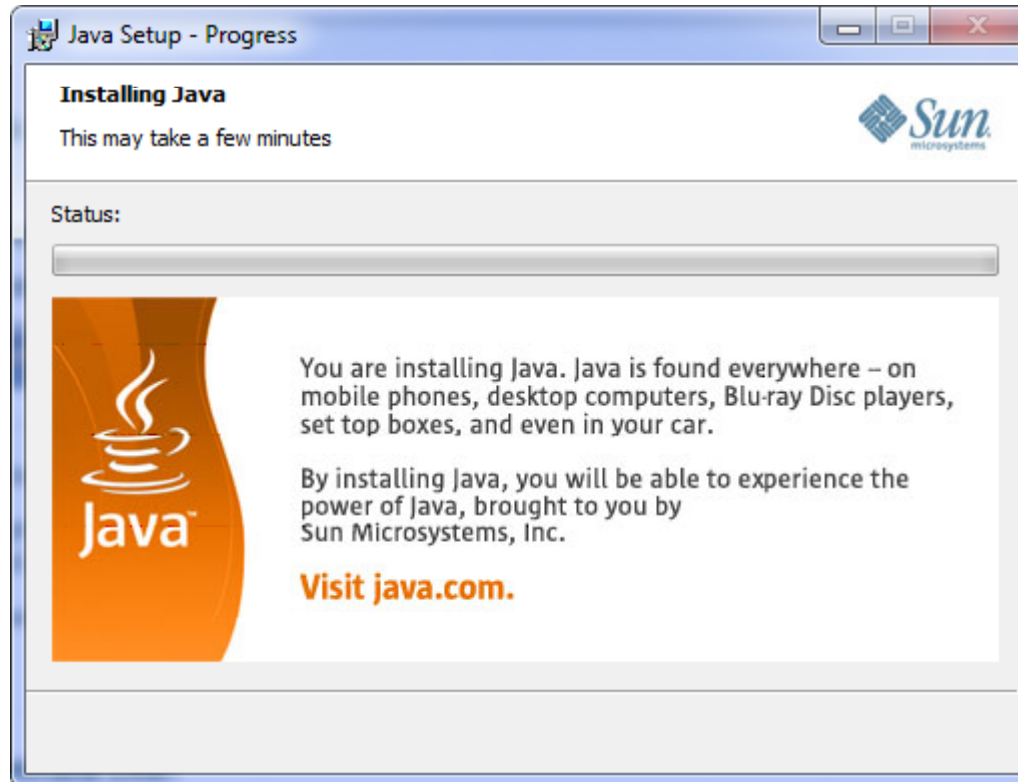 Java Setup - Progress
Installing Java
This may take a few minutes
Sun
microsystems
Status:
You are installing Java. Java is found everywhere – on
mobile phones, desktop computers, Blu-ray Disc players,
set top boxes, and even in your car.
By installing Java, you will be able to experience the
power of Java, brought to you by
Sun Microsystems, Inc.
Visit java.com.
Java™